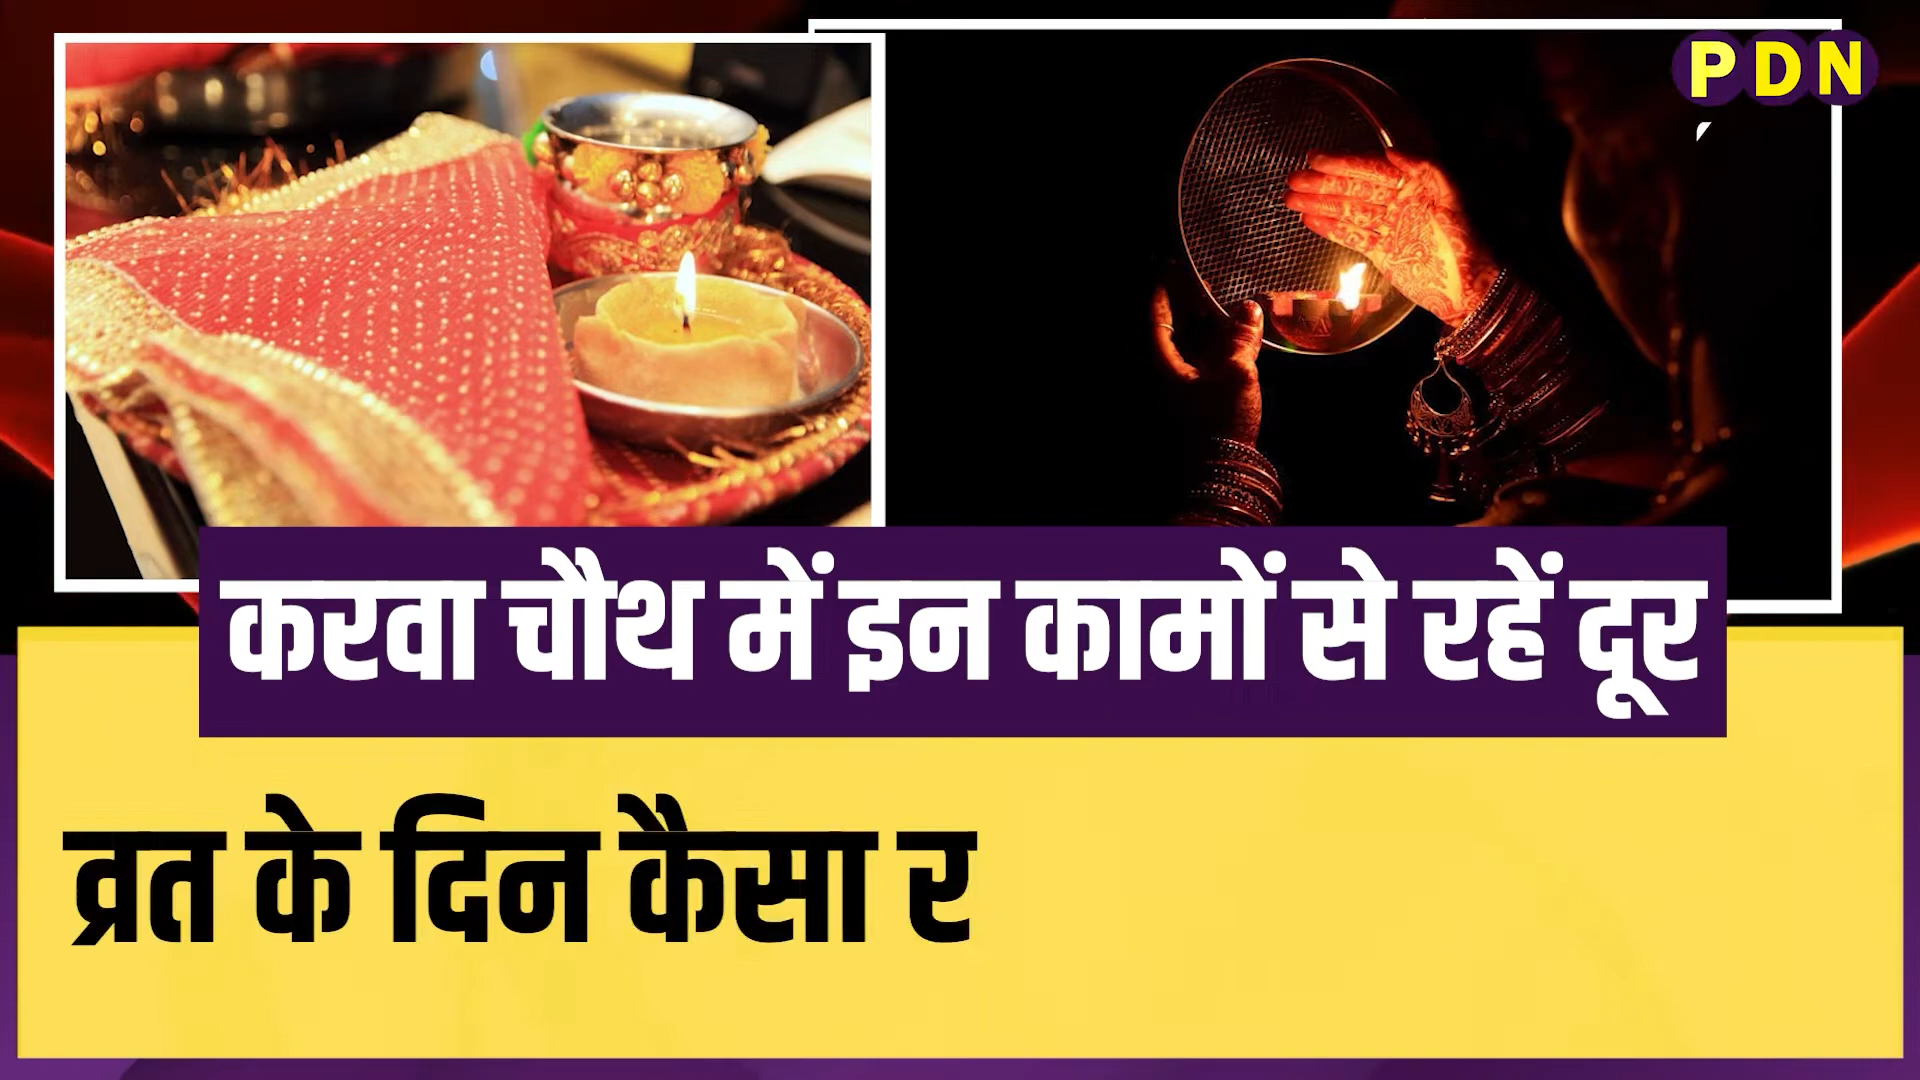 PDN
करवा चौथ में इन कामों से रहें दूर
व्रत के दिन कैसा र